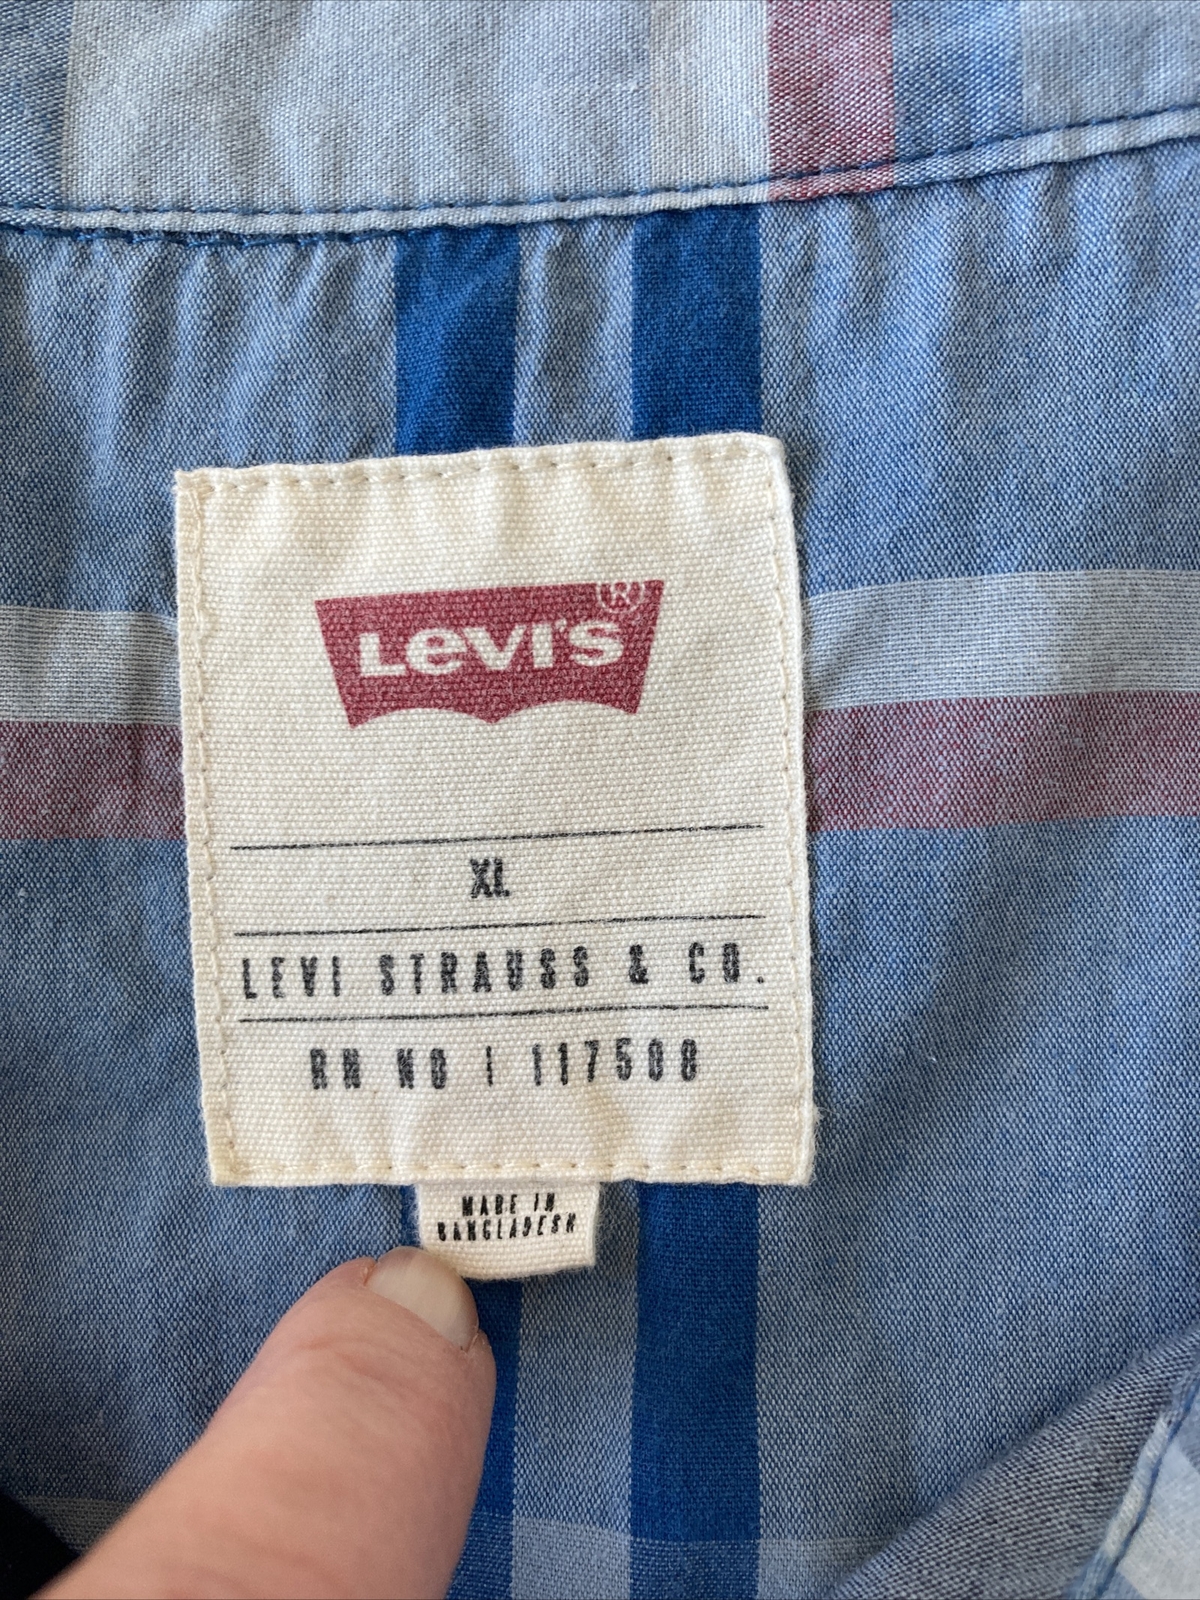 Levi's®
XL
LEVI STRAUSS & CO.
RN NO | 117508
MADE IN
BANGLADESH